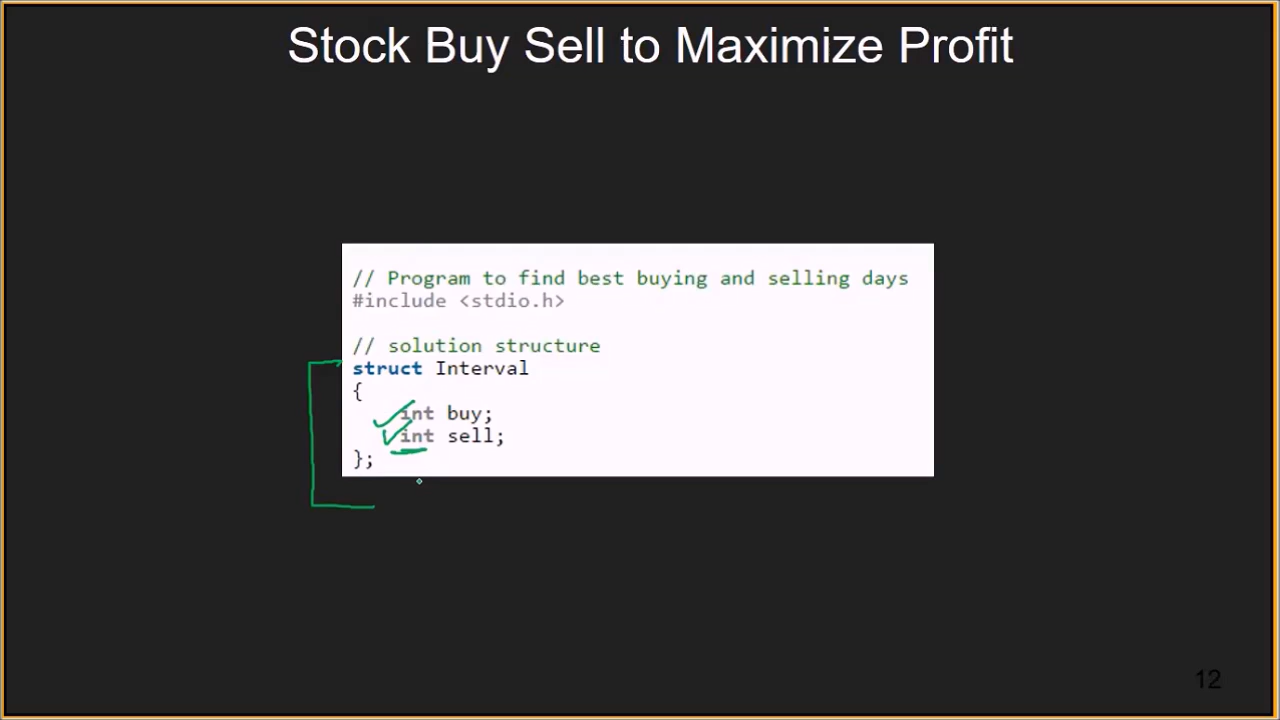 Stock Buy Sell to Maximize Profit
// Program to find best buying and selling days
#include <stdio.h>
// solution structure
struct Interval
{
int buy;
int sell;
};
12